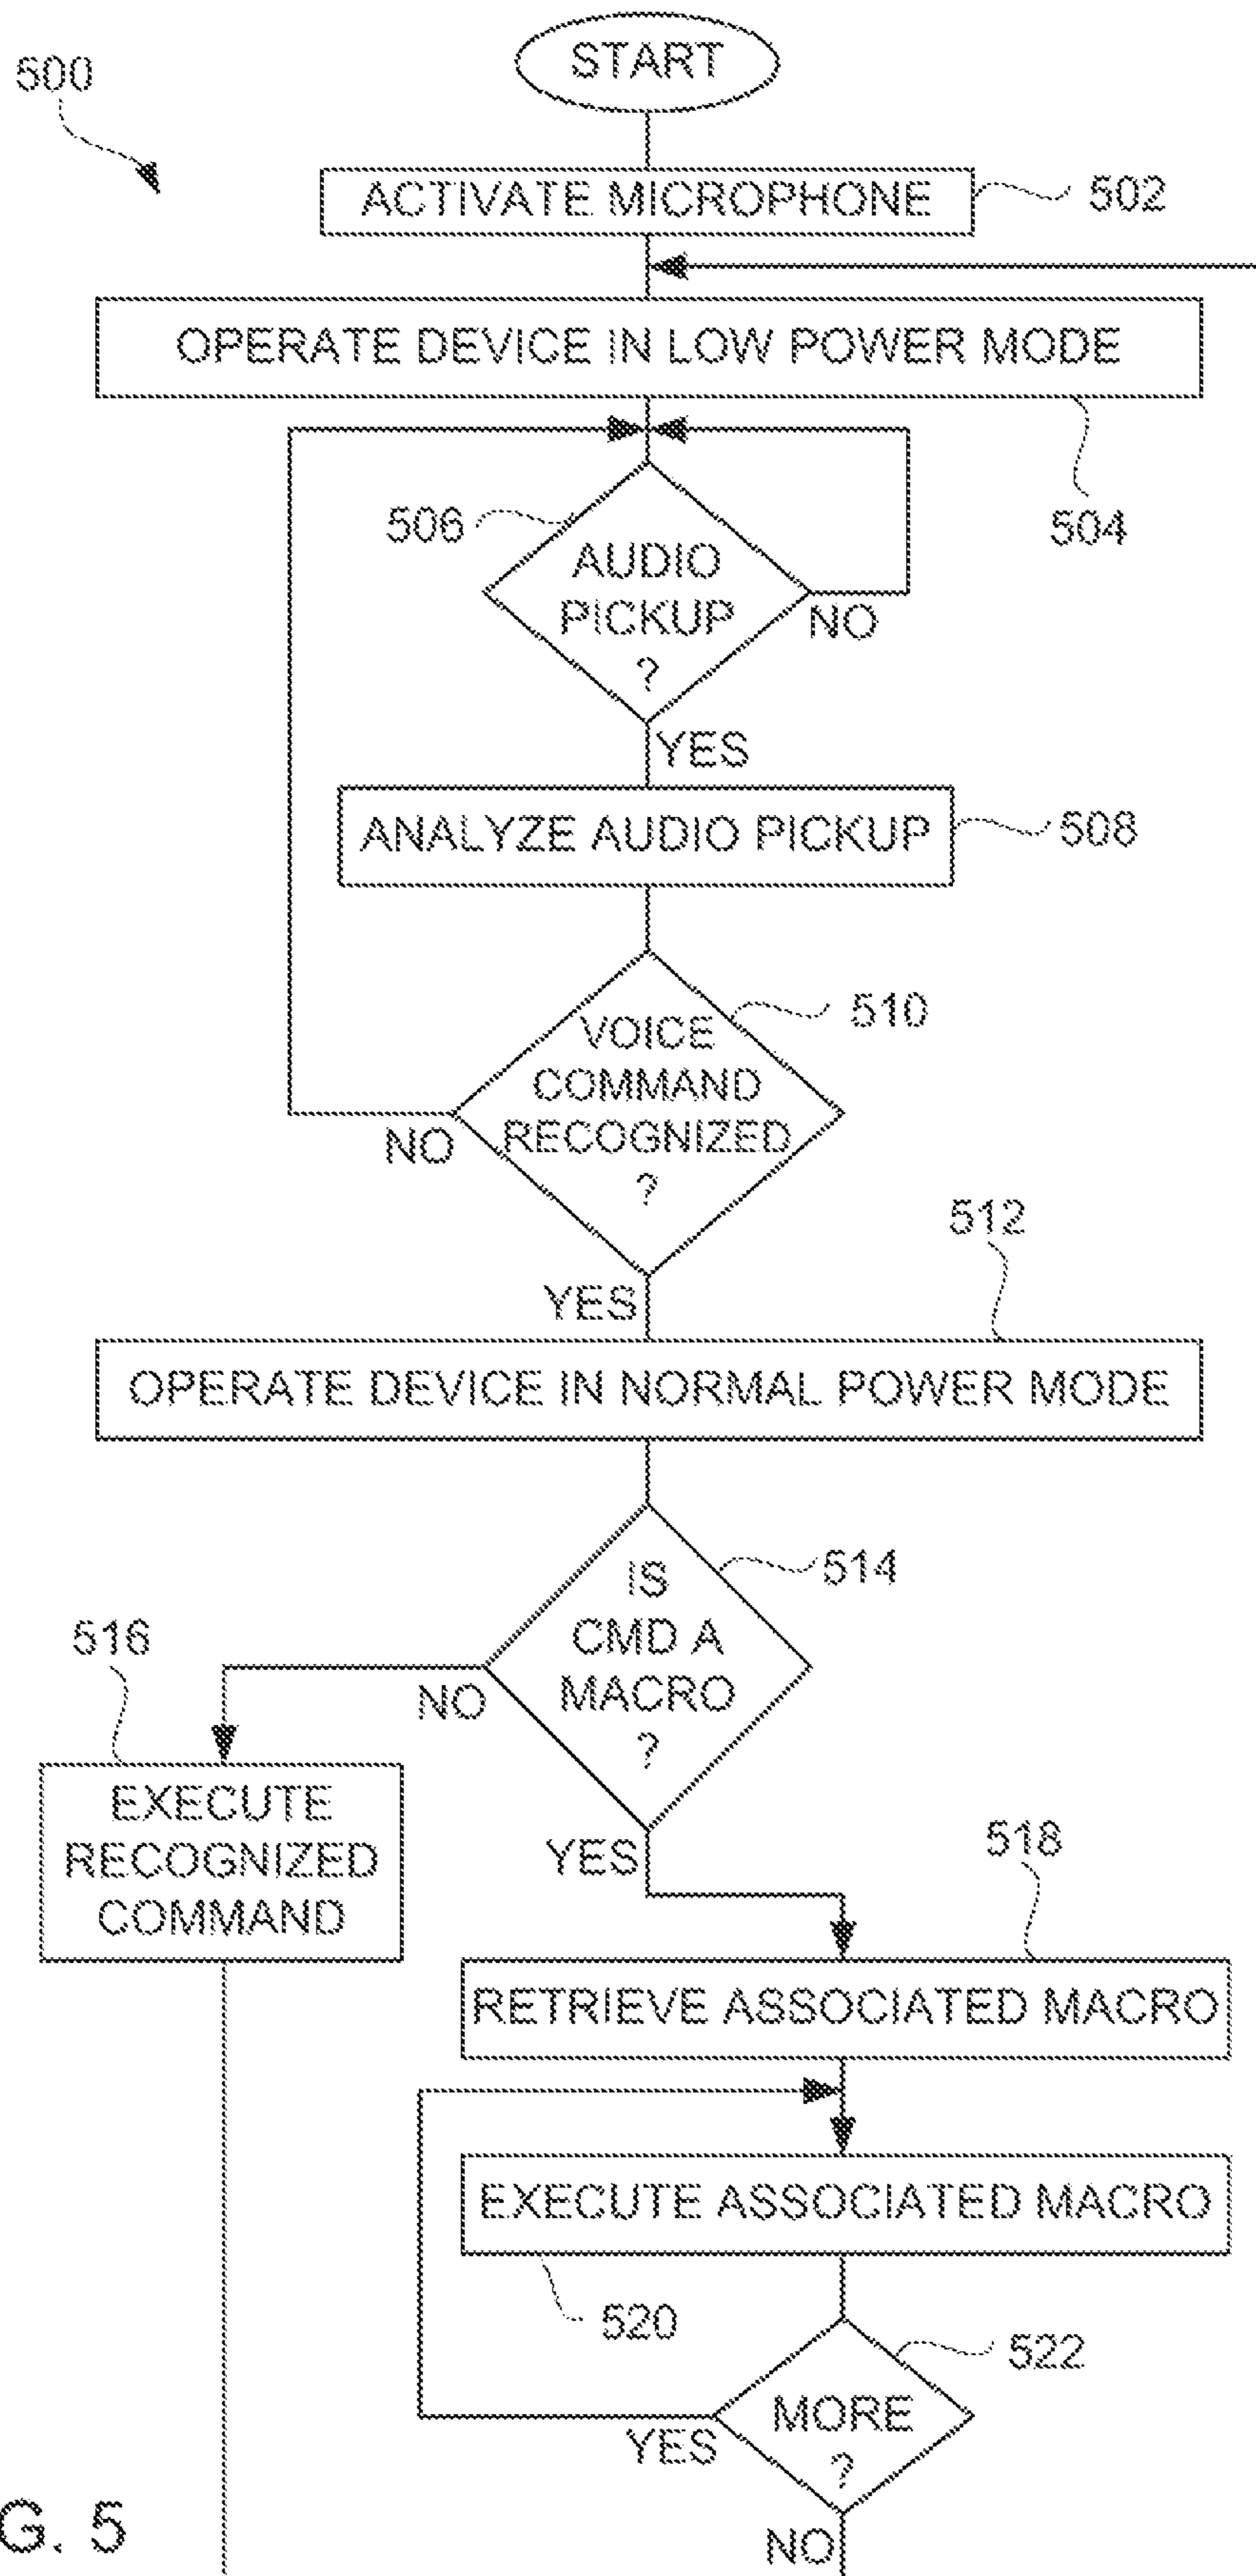 START
500
ACTIVATE MICROPHONE
502
OPERATE DEVICE IN LOW POWER MODE
504
506
AUDIO
PICKUP
?
NO
YES
ANALYZE AUDIO PICKUP
508
510
VOICE
COMMAND
RECOGNIZED
?
NO
YES
512
OPERATE DEVICE IN NORMAL POWER MODE
514
IS
CMD A
MACRO
?
NO
YES
516
EXECUTE
RECOGNIZED
COMMAND
518
RETRIEVE ASSOCIATED MACRO
EXECUTE ASSOCIATED MACRO
520
522
MORE
?
YES
NO
G. 5